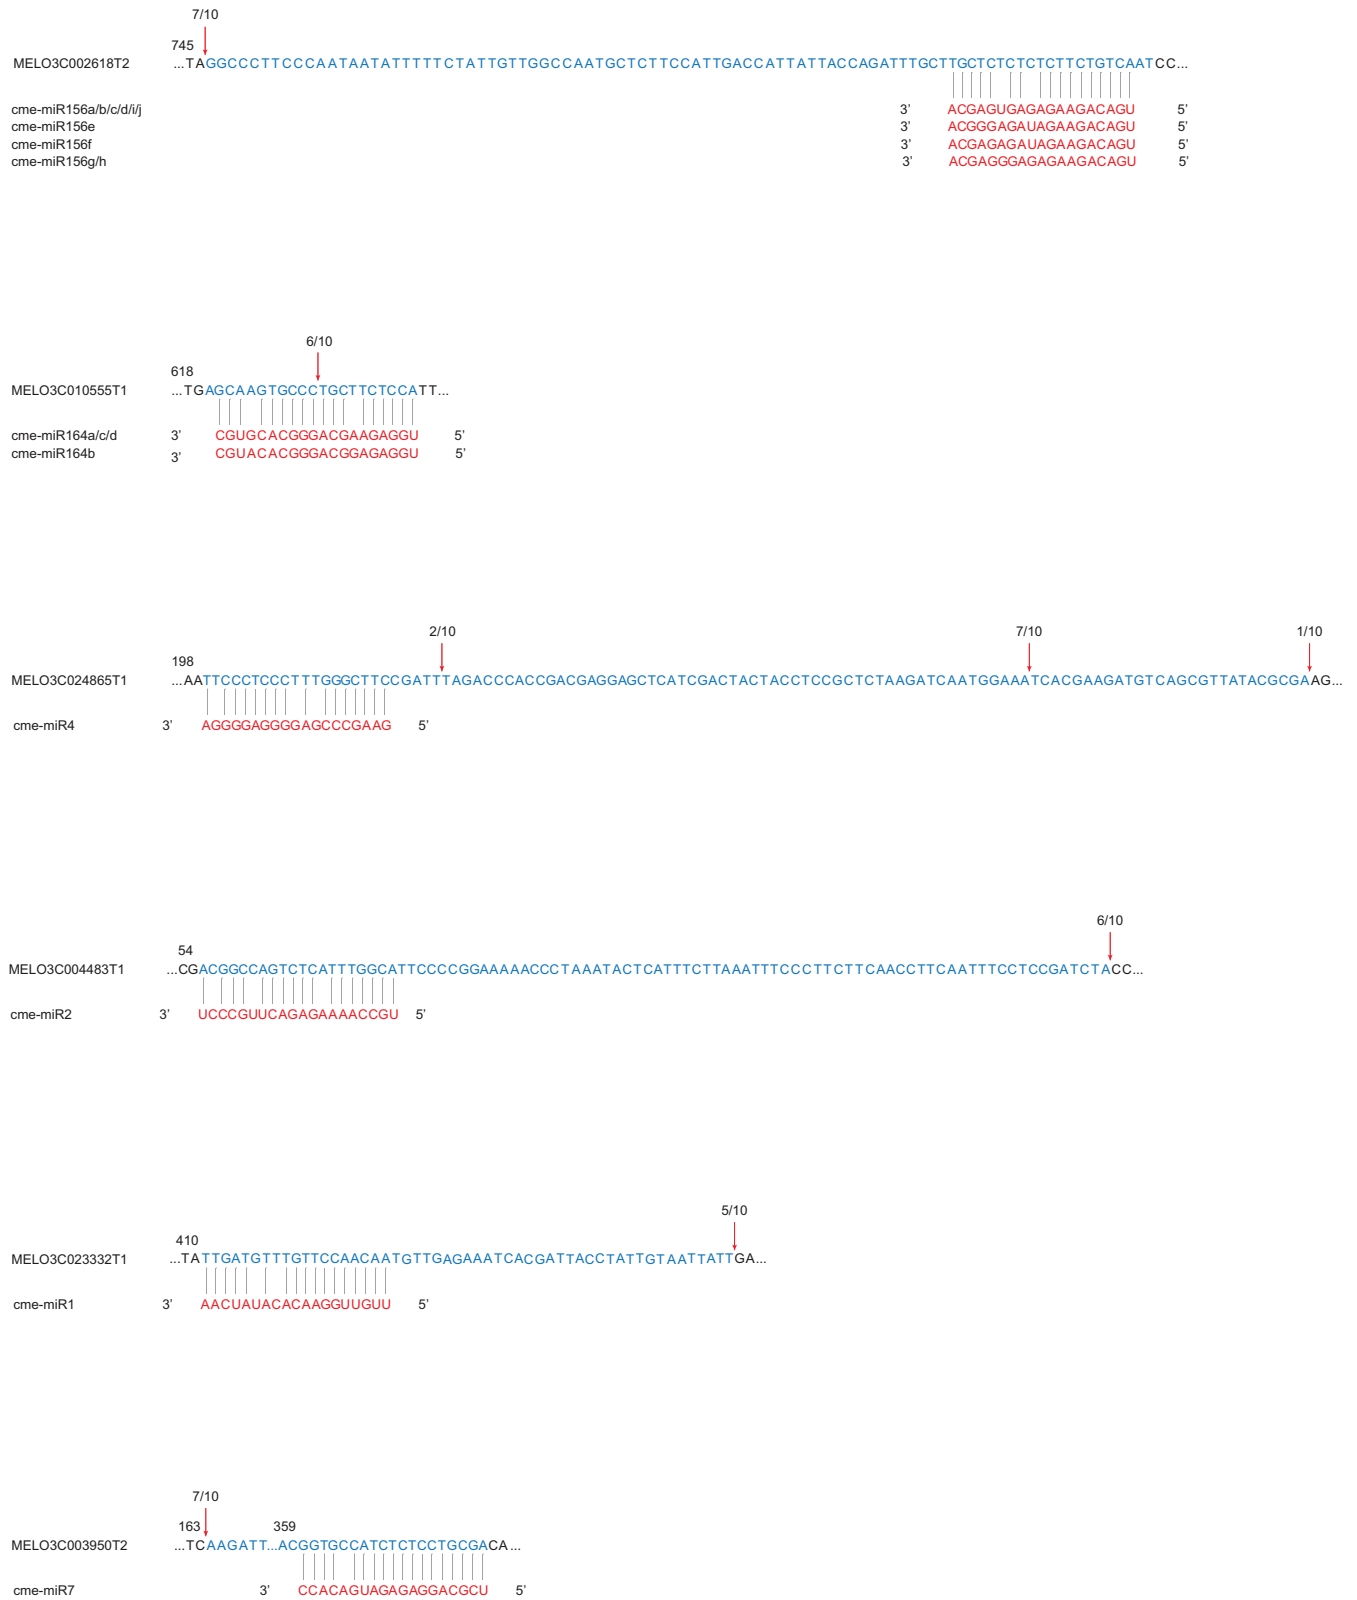 7/10
745
MELO3C002618T2 ...TAGGCCCTTCCCAATAATATTTTTCTATTGTTGGCCAATGCTCTTCCATTGACCATTATTACCAGATTTGCTTGCTCTCTCTCTTCTGTCAATCC...
cme-miR156a/b/c/d/i/j 3’ ACGAGUGAGAGAAGACAGU 5’
cme-miR156e 3’ ACGGGAGAUAGAAGACAGU 5’
cme-miR156f 3’ ACGAGAGAUAGAAGACAGU 5’
cme-miR156g/h 3’ ACGAGGGAGAGAAGACAGU 5’
6/10
618
MELO3C010555T1 ...TGAGCAAGTGCCCTGCTTCTCCATT...
cme-miR164a/c/d 3’ CGUGCACGGGACGAAGAGGU 5’
cme-miR164b 3’ CGUACACGGGACGGAGAGGU 5’
2/10 7/10 1/10
198
MELO3C024865T1 ...AATTCCCTCCCTTTGGGCTTCCGATTTAGACCCACCGACGAGGAGCTCATCGACTACTACCTCCGCTCTAAGATCAATGGAAATCACGAAGATGTCAGCGTTATACGCGAAG...
cme-miR4 3’ AGGGGAGGGGAGCCCGAAG 5’
6/10
54
MELO3C004483T1 ...CGACGGCCAGTCTCATTTGGCATTCCCCCGGAAAAACCCTAAATACTCATTTCTTAAATTTCCCTTCTTCAACCTTCAATTTCCTCCGATCTACC...
cme-miR2 3’ UCCCGUUCAGAGAAAACCGU 5’
5/10
410
MELO3C023332T1 ...TATTGATGTTTGTTCCAACAATGTTGAGAAATCACGATTACCTATTGTAATTATTGA...
cme-miR1 3’ AACUAUACACAAGGUUGUU 5’
7/10
163 359
MELO3C003950T2 ...TCAAGATT...ACGGTGCCATCTCTCCTGCGACA...
cme-miR7 3’ CCACAGUAGAGAGGACGCU 5’